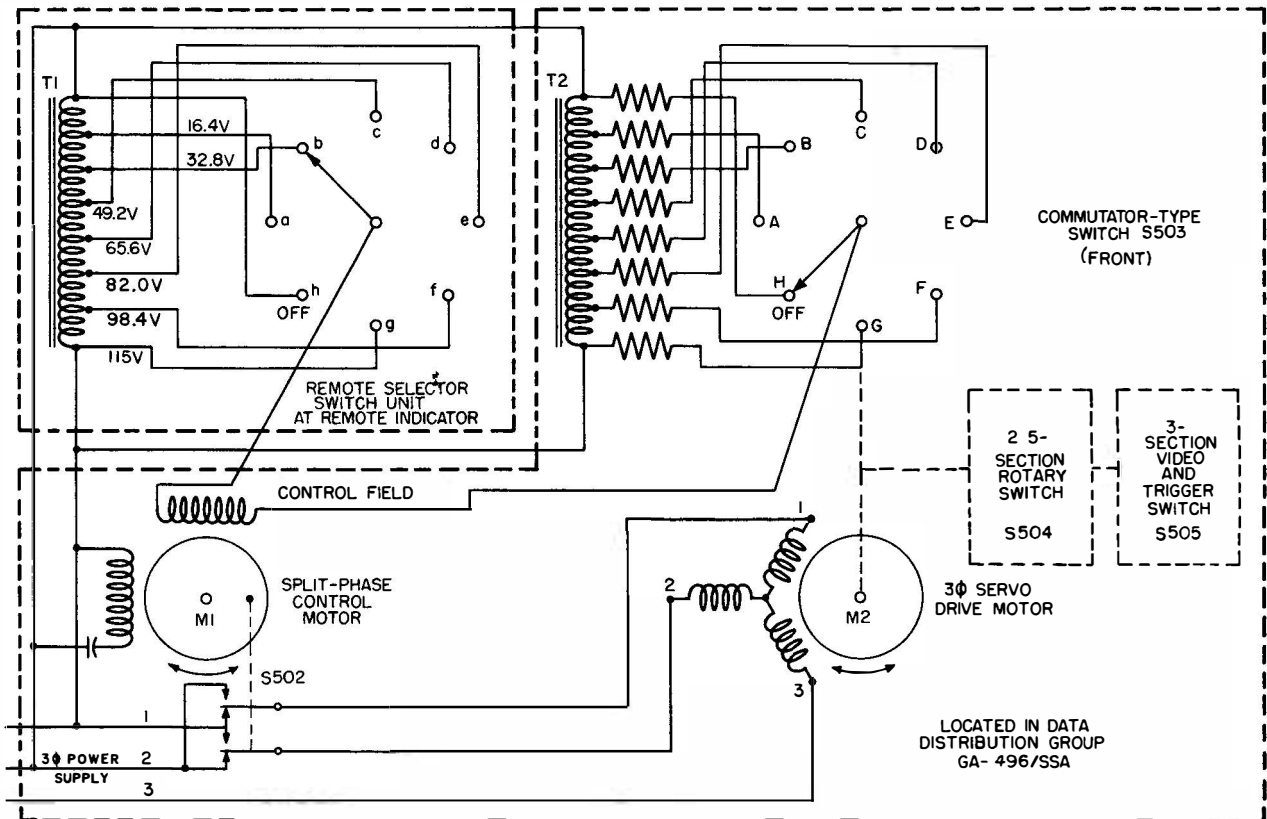 T1
16.4V
32.8V
49.2V
65.6V
82.0V
98.4V
115V
a
b
c
d
e
f
g
h
OFF
REMOTE SELECTOR
SWITCH UNIT
AT REMOTE INDICATOR
T2
A
B
C
D
E
F
G
H
OFF
COMMUTATOR-TYPE
SWITCH S503
(FRONT)
2 5-
SECTION
ROTARY
SWITCH
S504
3-
SECTION
VIDEO
AND
TRIGGER
SWITCH
S505
CONTROL FIELD
M1
SPLIT-PHASE
CONTROL
MOTOR
S502
1
2
3
M2
3ϕ SERVO
DRIVE MOTOR
1
3ϕ POWER 2
SUPPLY
3
LOCATED IN DATA
DISTRIBUTION GROUP
GA-496/SSA